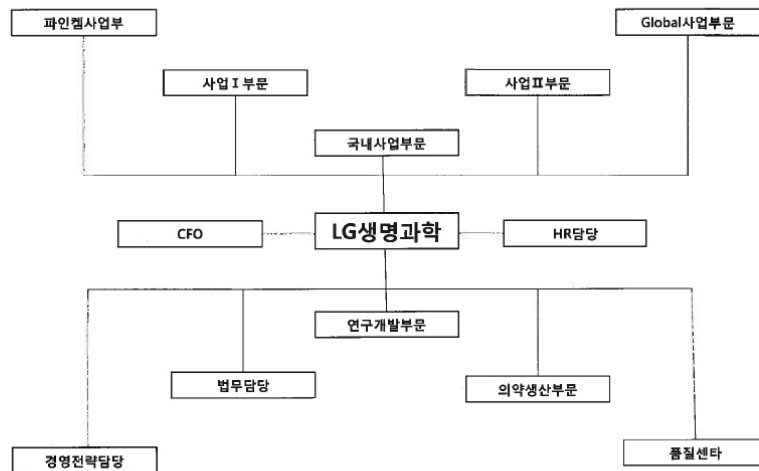 파인켐사업부
Global사업부문
사업Ⅰ부문
사업Ⅱ부문
국내사업부문
CFO
LG생명과학
HR담당
연구개발부문
법무담당
의약생산부문
경영전략담당
품질센타